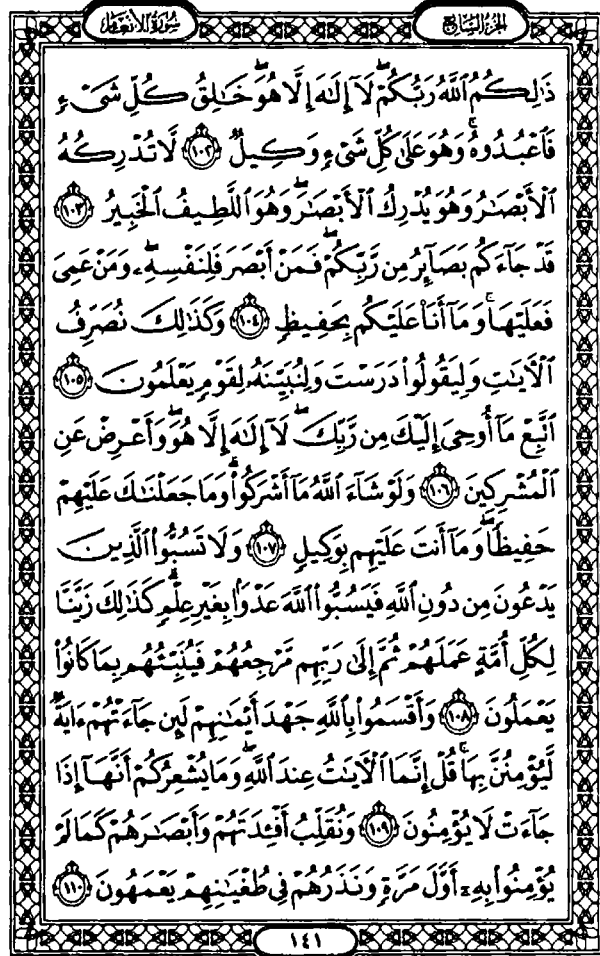 سُورَةُ الأَنْعَامِ الجُزْءُ السَّابِعُ
ذَٰلِكُمُ ٱللَّهُ رَبُّكُمْ ۖ لَآ إِلَٰهَ إِلَّا هُوَ ۖ خَٰلِقُ كُلِّ شَىْءٍ
فَٱعْبُدُوهُ ۚ وَهُوَ عَلَىٰ كُلِّ شَىْءٍ وَكِيلٌ ﴿١٠٢﴾ لَّا تُدْرِكُهُ
ٱلْأَبْصَٰرُ وَهُوَ يُدْرِكُ ٱلْأَبْصَٰرَ ۖ وَهُوَ ٱللَّطِيفُ ٱلْخَبِيرُ ﴿١٠٣﴾
قَدْ جَآءَكُم بَصَآئِرُ مِن رَّبِّكُمْ ۖ فَمَنْ أَبْصَرَ فَلِنَفْسِهِۦ ۖ وَمَنْ عَمِىَ
فَعَلَيْهَا ۚ وَمَآ أَنَا۠ عَلَيْكُم بِحَفِيظٍ ﴿١٠٤﴾ وَكَذَٰلِكَ نُصَرِّفُ
ٱلْءَايَٰتِ وَلِيَقُولُوا۟ دَرَسْتَ وَلِنُبَيِّنَهُۥ لِقَوْمٍ يَعْلَمُونَ ﴿١٠٥﴾
ٱتَّبِعْ مَآ أُوحِىَ إِلَيْكَ مِن رَّبِّكَ ۖ لَآ إِلَٰهَ إِلَّا هُوَ ۖ وَأَعْرِضْ عَنِ
ٱلْمُشْرِكِينَ ﴿١٠٦﴾ وَلَوْ شَآءَ ٱللَّهُ مَآ أَشْرَكُوا۟ ۗ وَمَا جَعَلْنَٰكَ عَلَيْهِمْ
حَفِيظًا ۖ وَمَآ أَنتَ عَلَيْهِم بِوَكِيلٍ ﴿١٠٧﴾ وَلَا تَسُبُّوا۟ ٱلَّذِينَ
يَدْعُونَ مِن دُونِ ٱللَّهِ فَيَسُبُّوا۟ ٱللَّهَ عَدْوًۢا بِغَيْرِ عِلْمٍ ۗ كَذَٰلِكَ زَيَّنَّا
لِكُلِّ أُمَّةٍ عَمَلَهُمْ ثُمَّ إِلَىٰ رَبِّهِم مَّرْجِعُهُمْ فَيُنَبِّئُهُم بِمَا كَانُوا۟
يَعْمَلُونَ ﴿١٠٨﴾ وَأَقْسَمُوا۟ بِٱللَّهِ جَهْدَ أَيْمَٰنِهِمْ لَئِن جَآءَتْهُمْ ءَايَةٌ
لَّيُؤْمِنُنَّ بِهَا ۚ قُلْ إِنَّمَا ٱلْءَايَٰتُ عِندَ ٱللَّهِ ۖ وَمَا يُشْعِرُكُمْ أَنَّهَآ إِذَا
جَآءَتْ لَا يُؤْمِنُونَ ﴿١٠٩﴾ وَنُقَلِّبُ أَفْـِٔدَتَهُمْ وَأَبْصَٰرَهُمْ كَمَا لَمْ
يُؤْمِنُوا۟ بِهِۦٓ أَوَّلَ مَرَّةٍ وَنَذَرُهُمْ فِى طُغْيَٰنِهِمْ يَعْمَهُونَ ﴿١١٠﴾
١٤١